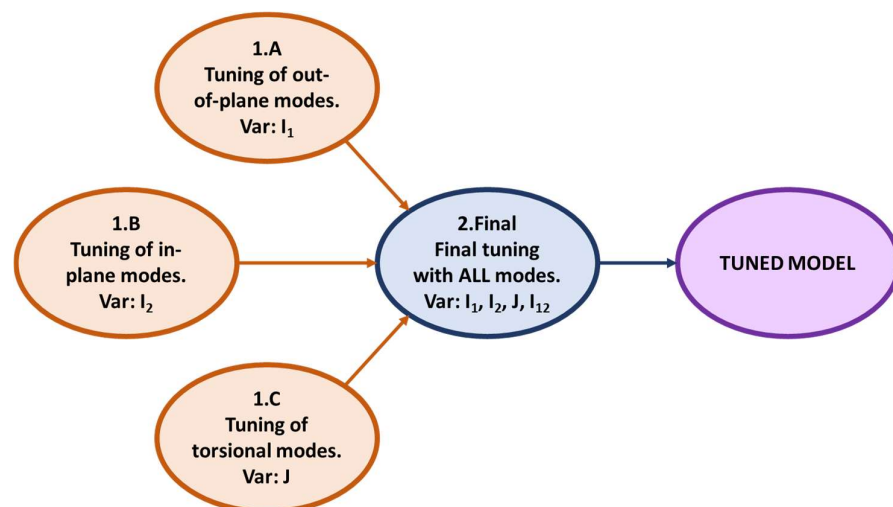 1.A
Tuning of out-
of-plane modes.
Var: I₁
1.B
Tuning of in-
plane modes.
Var: I₂
1.C
Tuning of
torsional modes.
Var: J
2.Final
Final tuning
with ALL modes.
Var: I₁, I₂, J, I₁₂
TUNED MODEL